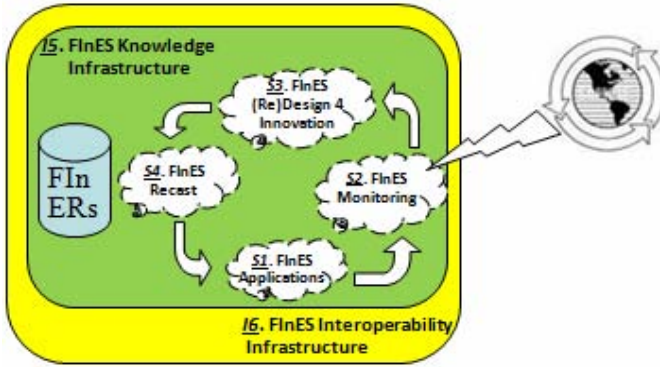 I5. FInES Knowledge
Infrastructure
S3. FInES
(Re)Design 4
Innovation
FIn
ERs
S4. FInES
Recast
S2. FInES
Monitoring
S1. FInES
Applications
I6. FInES Interoperability
Infrastructure